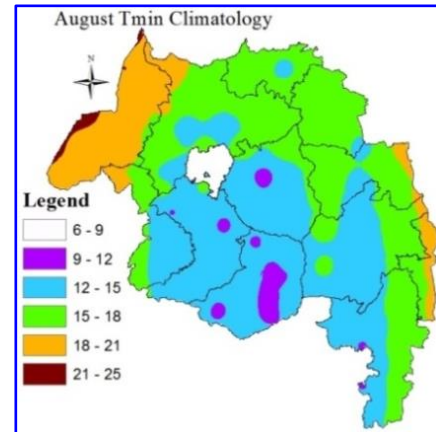 August Tmin Climatology
N
Legend
6 - 9
9 - 12
12 - 15
15 - 18
18 - 21
21 - 25